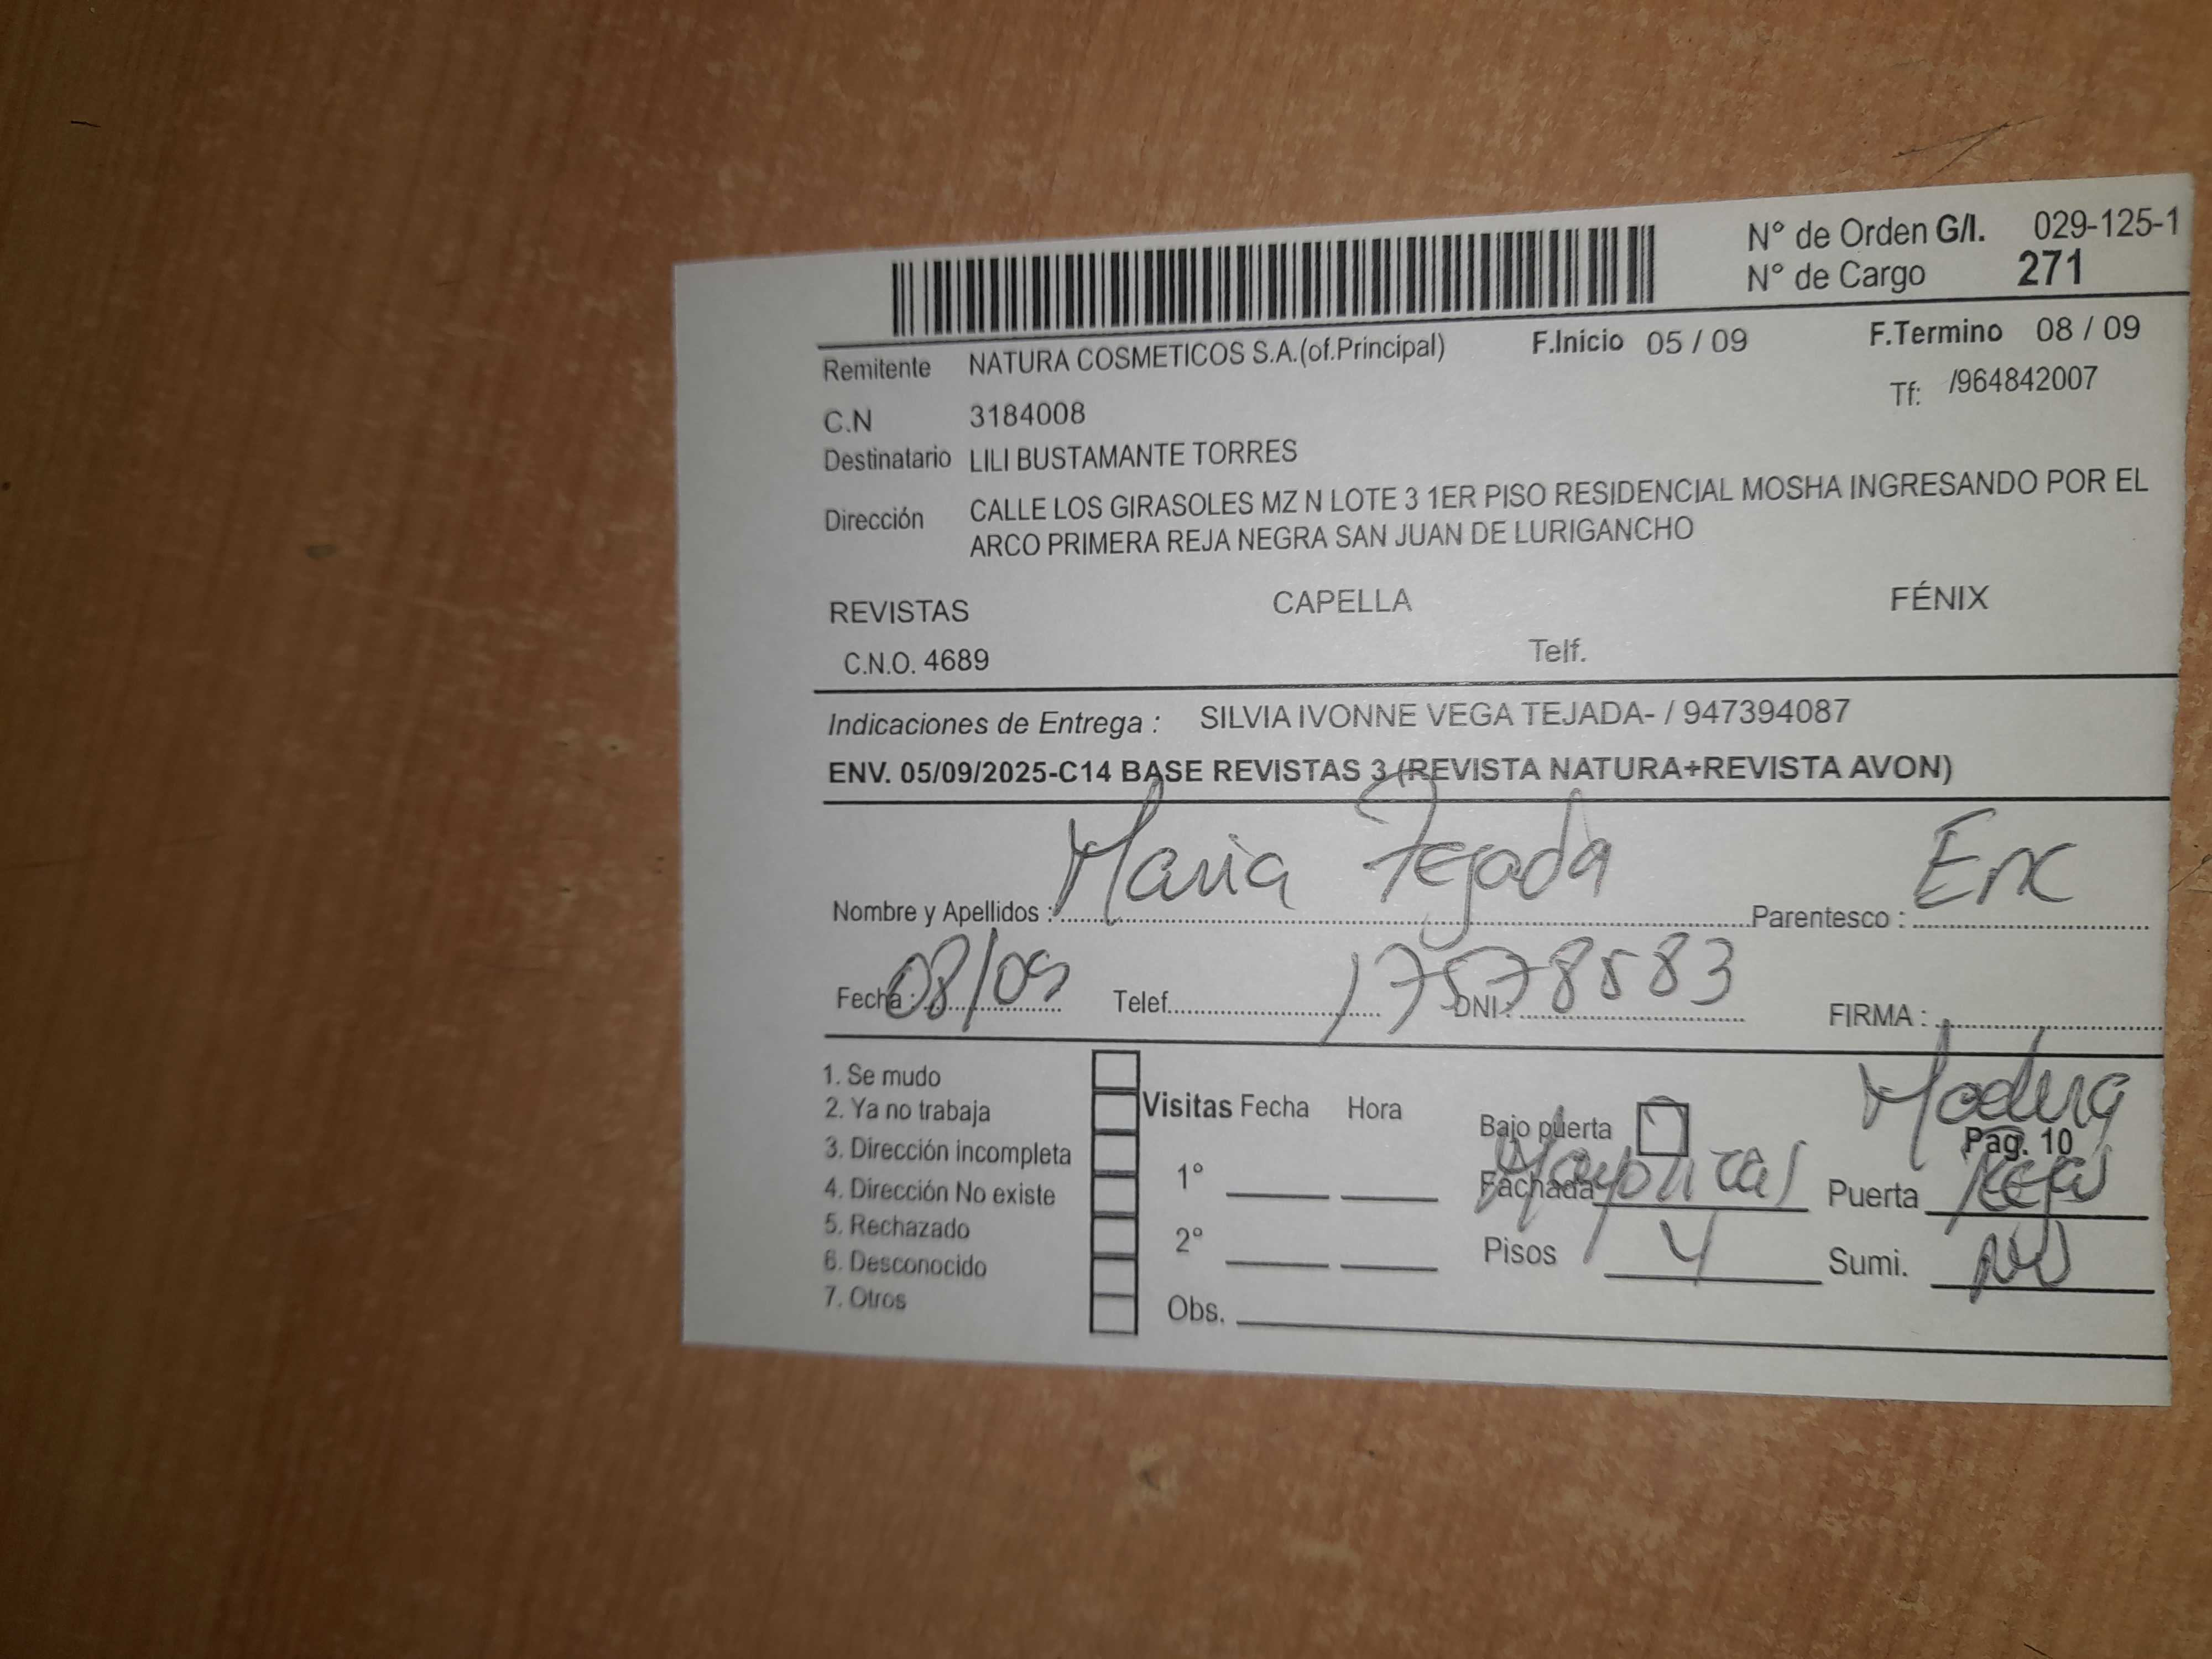 N° de Orden G/I. 029-125-1
N° de Cargo 271
Remitente NATURA COSMETICOS S.A.(of.Principal) F.Inicio 05 / 09 F.Termino 08 / 09
Tf: /964842007
C.N 3184008
Destinatario LILI BUSTAMANTE TORRES
Dirección CALLE LOS GIRASOLES MZ N LOTE 3 1ER PISO RESIDENCIAL MOSHA INGRESANDO POR EL
ARCO PRIMERA REJA NEGRA SAN JUAN DE LURIGANCHO
REVISTAS CAPELLA FÉNIX
C.N.O. 4689 Telf.
Indicaciones de Entrega : SILVIA IVONNE VEGA TEJADA- / 947394087
ENV. 05/09/2025-C14 BASE REVISTAS 3 (REVISTA NATURA+REVISTA AVON)
Nombre y Apellidos : Maria Tejada Parentesco : Enc
Fecha : 08/09 Telef. DNI : 17578583 FIRMA :
1. Se mudo
2. Ya no trabaja
3. Dirección incompleta
4. Dirección No existe
5. Rechazado
6. Desconocido
7. Otros
Visitas Fecha Hora
1°
2°
Obs.
Bajo puerta
Fachada Mayolicas
Pisos 4
Madera
Pag. 10
Puerta Rejas
Sumi. NO